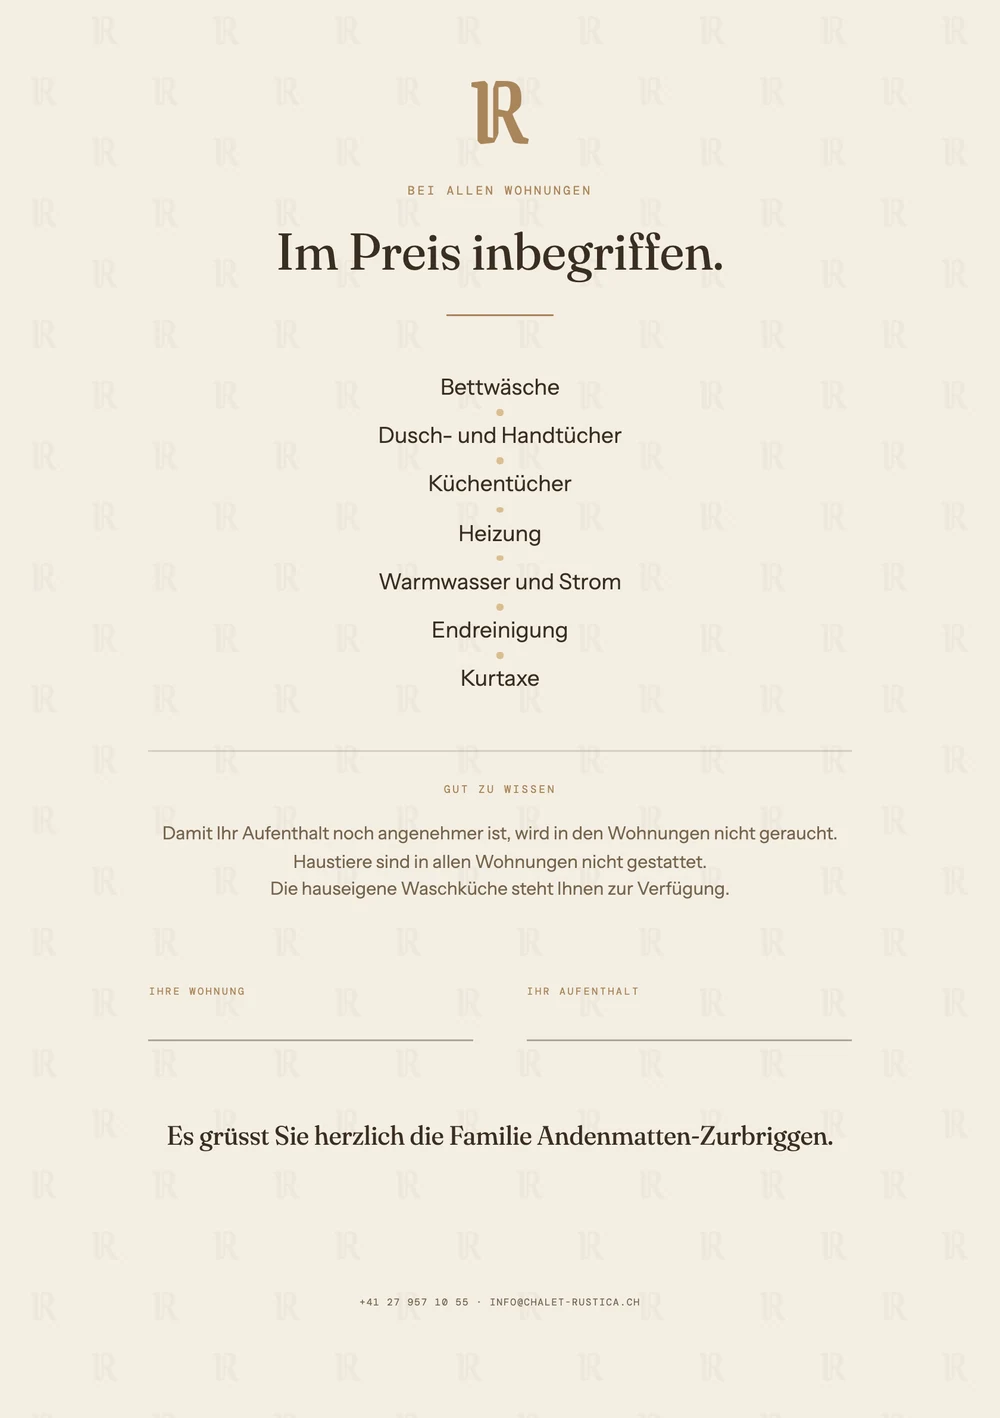 R
BEI ALLEN WOHNUNGEN
Im Preis inbegriffen.
Bettwäsche
Dusch- und Handtücher
Küchentücher
Heizung
Warmwasser und Strom
Endreinigung
Kurtaxe
GUT ZU WISSEN
Damit Ihr Aufenthalt noch angenehmer ist, wird in den Wohnungen nicht geraucht.
Haustiere sind in allen Wohnungen nicht gestattet.
Die hauseigene Waschküche steht Ihnen zur Verfügung.
IHRE WOHNUNG
IHR AUFENTHALT
Es grüsst Sie herzlich die Familie Andenmatten-Zurbriggen.
+41 27 957 10 55 · INFO@CHALET-RUSTICA.CH